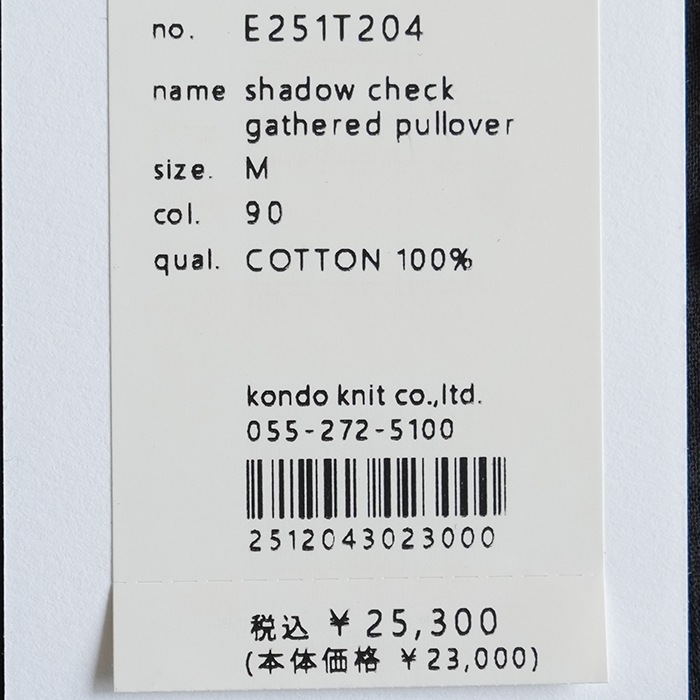 no. E251T204
name shadow check
gathered pullover
size. M
col. 90
qual. COTTON 100%
kondo knit co.,ltd.
055-272-5100
2512043023000
税込 ¥25,300
(本体価格 ¥23,000)